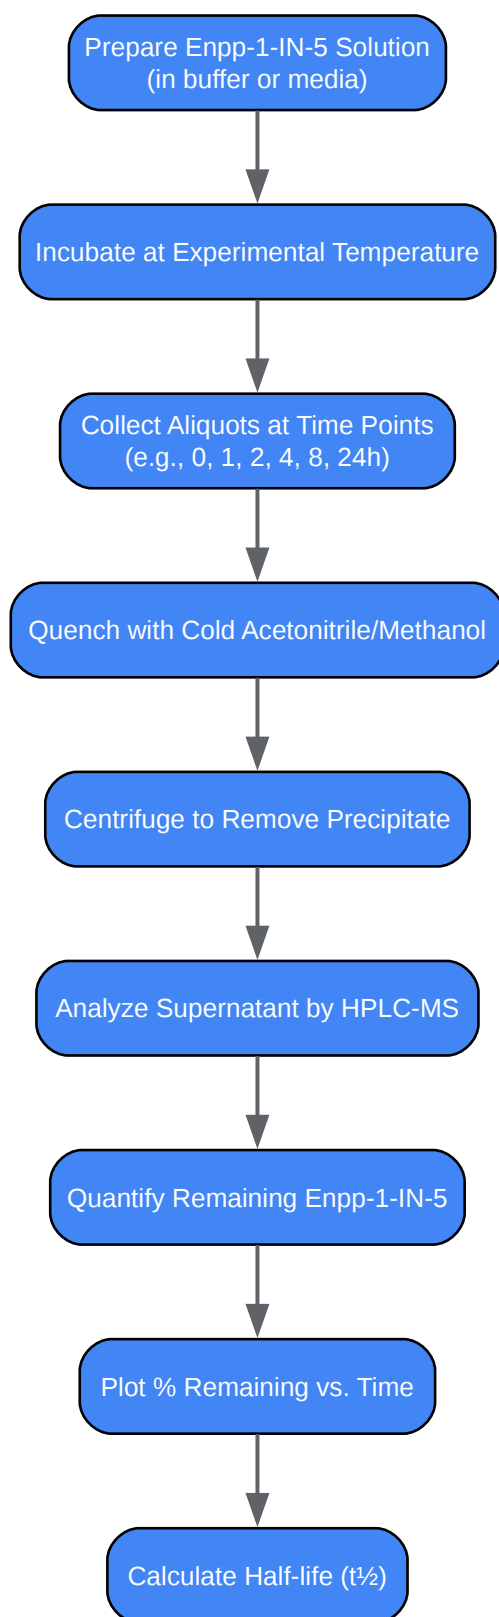 Prepare Enpp-1-IN-5 Solution
(in buffer or media)
Incubate at Experimental Temperature
Collect Aliquots at Time Points
(e.g., 0, 1, 2, 4, 8, 24h)
Quench with Cold Acetonitrile/Methanol
Centrifuge to Remove Precipitate
Analyze Supernatant by HPLC-MS
Quantify Remaining Enpp-1-IN-5
Plot % Remaining vs. Time
Calculate Half-life (t½)